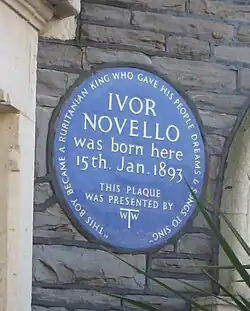 "THIS BOY BECAME A RURITANIAN KING WHO GAVE HIS PEOPLE DREAMS & SONGS TO SING"
IVOR
NOVELLO
was born here
15th. Jan. 1893
THIS PLAQUE
WAS PRESENTED BY